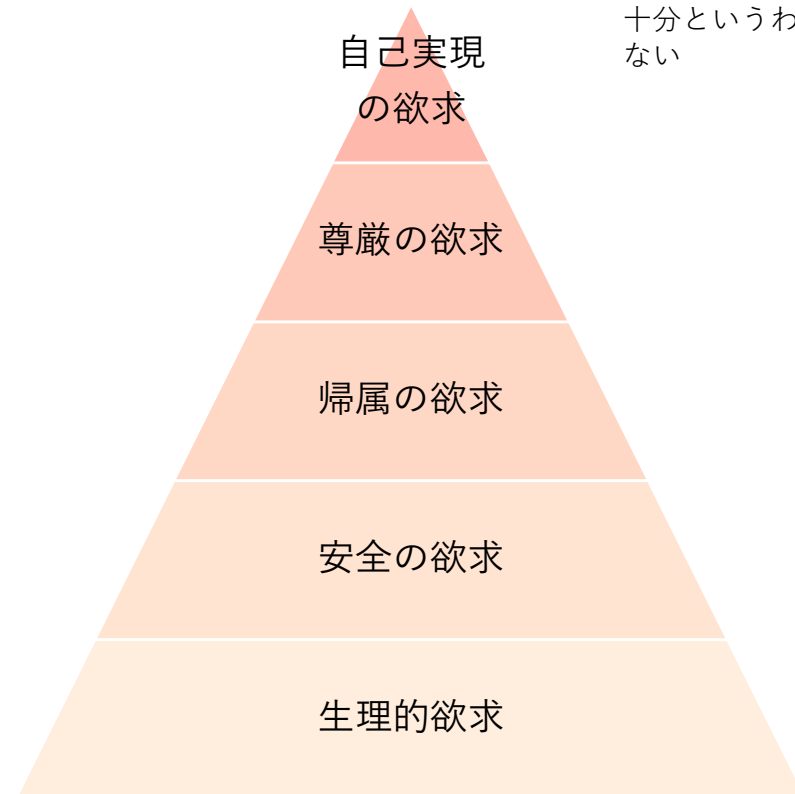 自己実現
の欲求
十分というわ
ない
尊厳の欲求
帰属の欲求
安全の欲求
生理的欲求